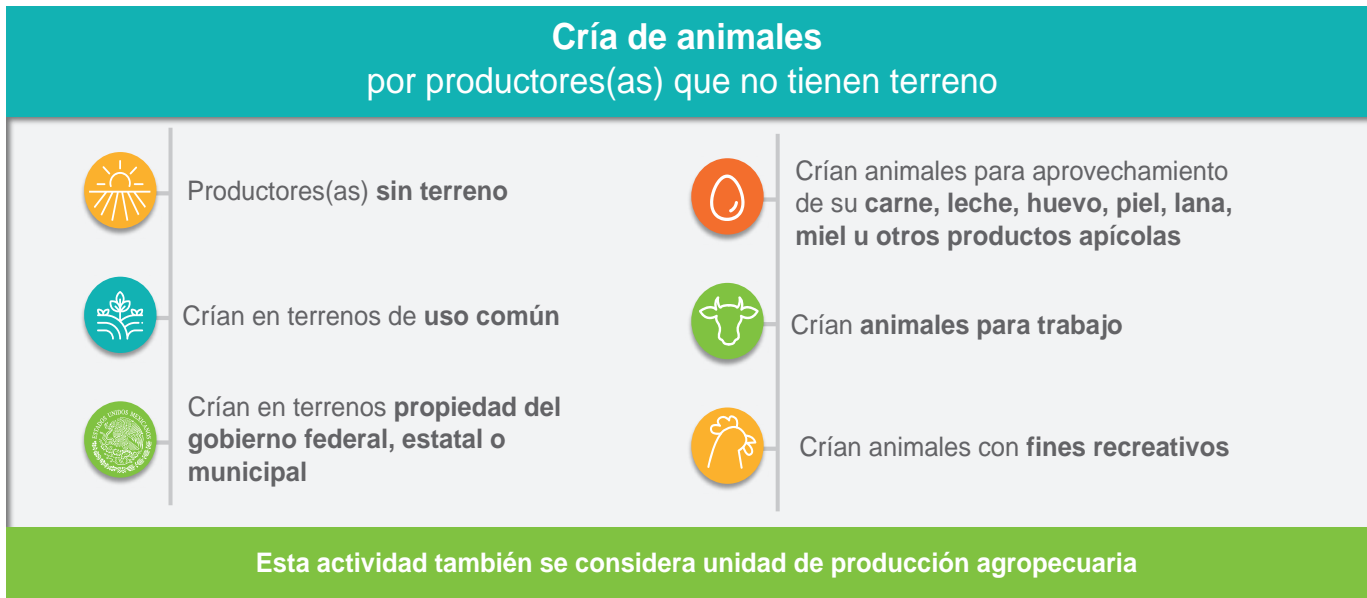 Cría de animales
por productores(as) que no tienen terreno
Productores(as) sin terreno
Crían en terrenos de uso común
ESTADOS UNIDOS MEXICANOS
Crían en terrenos propiedad del
gobierno federal, estatal o
municipal
Crían animales para aprovechamiento
de su carne, leche, huevo, piel, lana,
miel u otros productos apícolas
Crían animales para trabajo
Crían animales con fines recreativos
Esta actividad también se considera unidad de producción agropecuaria